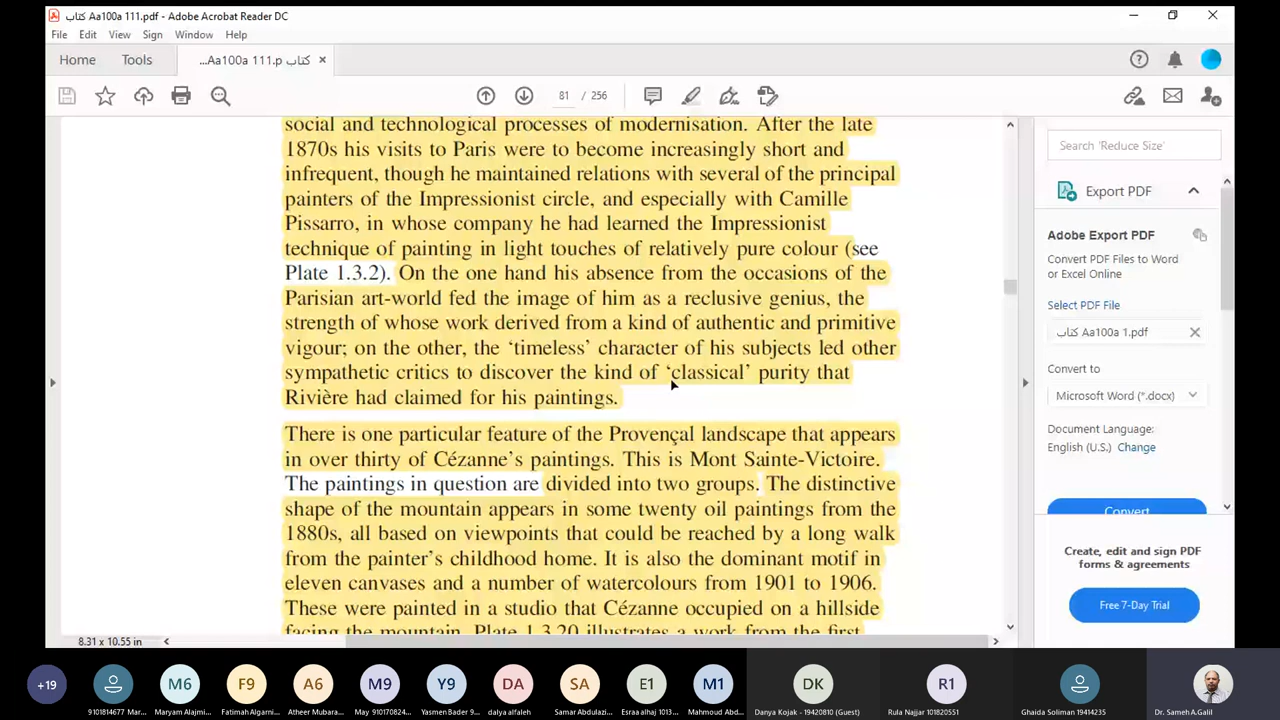 كتاب Aa100a 111.pdf - Adobe Acrobat Reader DC
File Edit View Sign Window Help
Home Tools كتاب Aa100a 111.p... ×
81 / 256
social and technological processes of modernisation. After the late
1870s his visits to Paris were to become increasingly short and
infrequent, though he maintained relations with several of the principal
painters of the Impressionist circle, and especially with Camille
Pissarro, in whose company he had learned the Impressionist
technique of painting in light touches of relatively pure colour (see
Plate 1.3.2). On the one hand his absence from the occasions of the
Parisian art-world fed the image of him as a reclusive genius, the
strength of whose work derived from a kind of authentic and primitive
vigour; on the other, the ‘timeless’ character of his subjects led other
sympathetic critics to discover the kind of ‘classical’ purity that
Rivière had claimed for his paintings.
There is one particular feature of the Provençal landscape that appears
in over thirty of Cézanne’s paintings. This is Mont Sainte-Victoire.
The paintings in question are divided into two groups. The distinctive
shape of the mountain appears in some twenty oil paintings from the
1880s, all based on viewpoints that could be reached by a long walk
from the painter’s childhood home. It is also the dominant motif in
eleven canvases and a number of watercolours from 1901 to 1906.
These were painted in a studio that Cézanne occupied on a hillside
facing the mountain. Plate 1.3.20 illustrates a work from the first
8.31 x 10.55 in
Search 'Reduce Size'
Export PDF
Adobe Export PDF
Convert PDF Files to Word
or Excel Online
Select PDF File
كتاب Aa100a 1.pdf
Convert to
Microsoft Word (*.docx)
Document Language:
English (U.S.) Change
Convert
Create, edit and sign PDF
forms & agreements
Free 7-Day Trial
+19 M6 F9 A6 M9 Y9 DA SA E1 M1 DK R1
9101814677 Mar... Maryam Alajmi... Fatimah Algarni... Atheer Mubara... May 910170824... Yasmen Bader 9... dalya alfaleh Samar Abdulazi... Esraa alhaj 1013... Mahmoud Abd... Danya Kojak - 19420810 (Guest) Rula Najjar 101820551 Ghaida Soliman 19414235 Dr. Sameh A.Galil